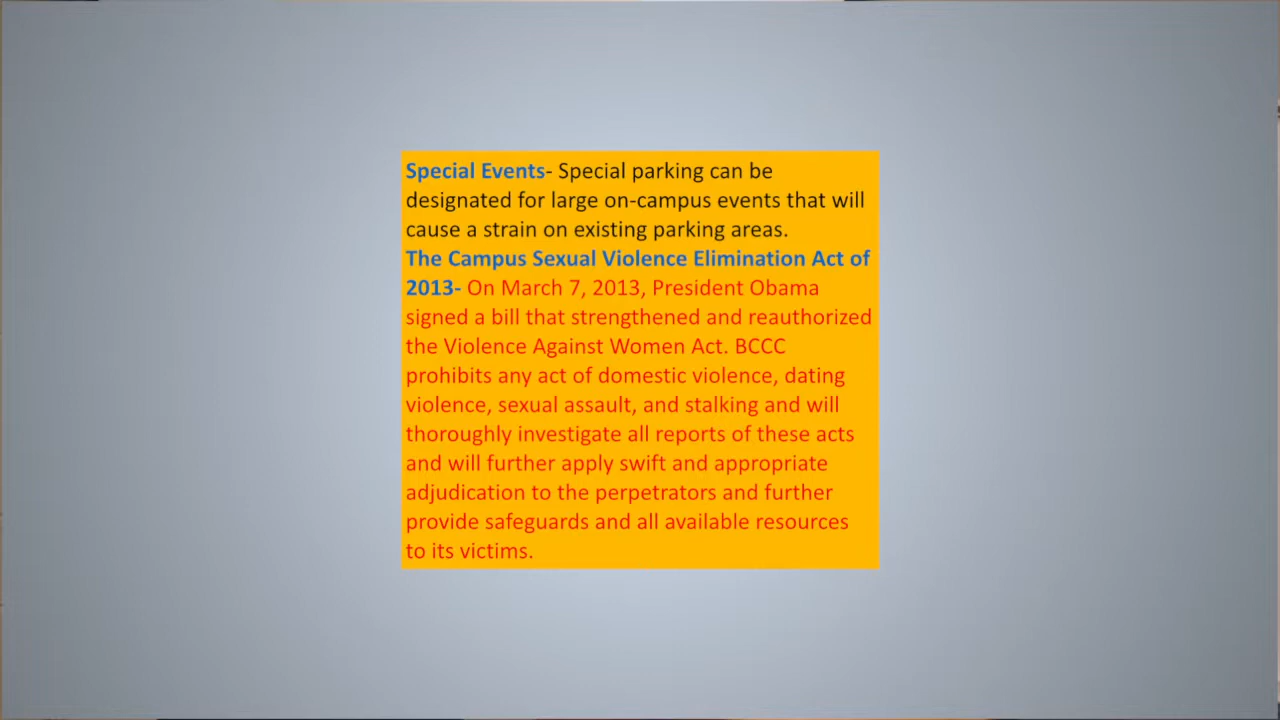 Special Events- Special parking can be
designated for large on-campus events that will
cause a strain on existing parking areas.
The Campus Sexual Violence Elimination Act of
2013- On March 7, 2013, President Obama
signed a bill that strengthened and reauthorized
the Violence Against Women Act. BCCC
prohibits any act of domestic violence, dating
violence, sexual assault, and stalking and will
thoroughly investigate all reports of these acts
and will further apply swift and appropriate
adjudication to the perpetrators and further
provide safeguards and all available resources
to its victims.